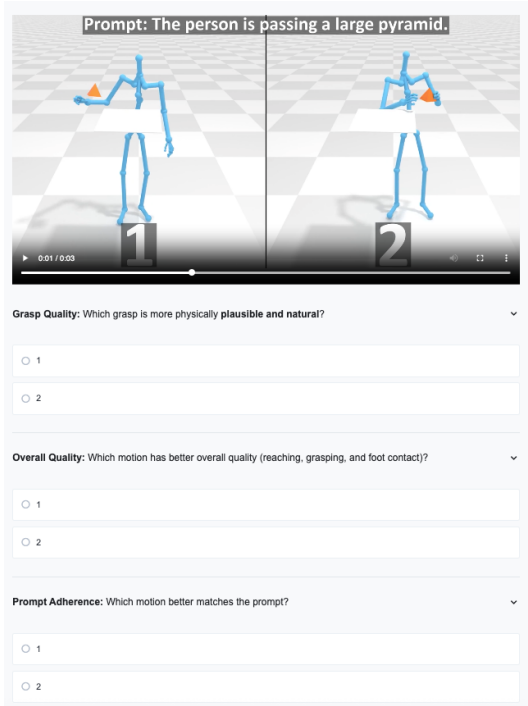 Prompt: The person is passing a large pyramid.
1
2
0:01 / 0:03
Grasp Quality: Which grasp is more physically plausible and natural?
1
2
Overall Quality: Which motion has better overall quality (reaching, grasping, and foot contact)?
1
2
Prompt Adherence: Which motion better matches the prompt?
1
2